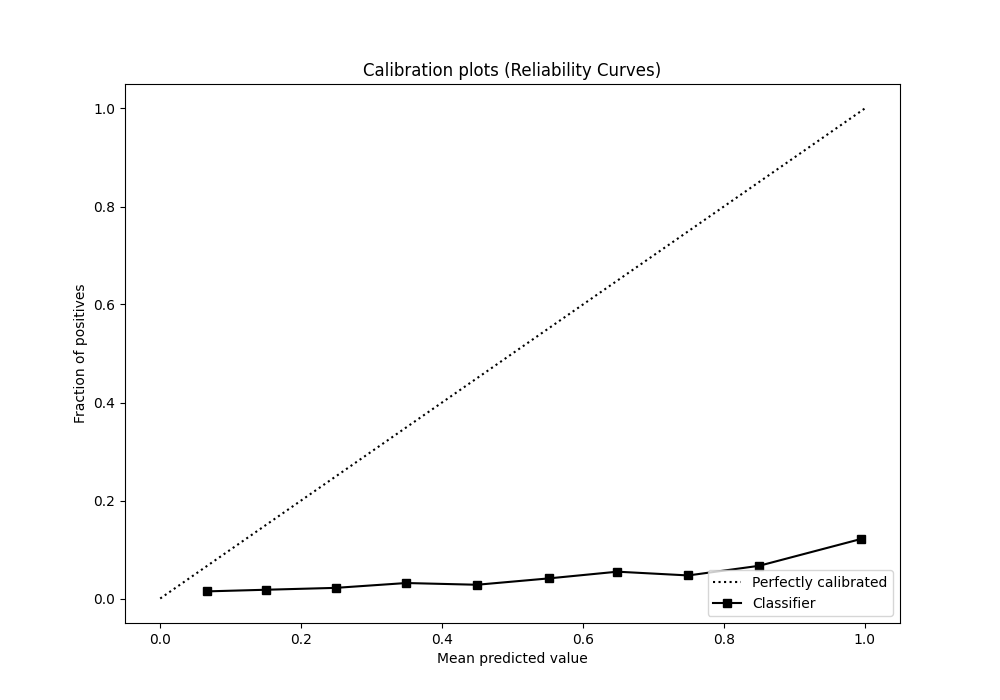 Calibration plots (Reliability Curves)
1.0
0.8
0.6
0.4
0.2
0.0
Fraction of positives
Perfectly calibrated
Classifier
0.0 0.2 0.4 0.6 0.8 1.0
Mean predicted value